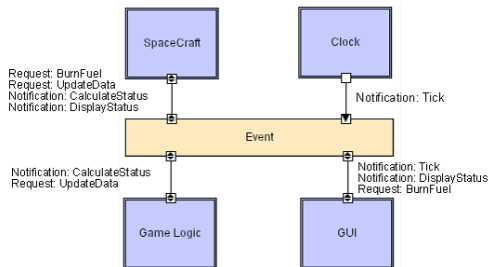 SpaceCraft
Clock
Request: BurnFuel
Request: UpdateData
Notification: CalculateStatus
Notification: DisplayStatus
Notification: Tick
Event
Notification: CalculateStatus
Request: UpdateData
Notification: Tick
Notification: DisplayStatus
Request: BurnFuel
Game Logic
GUI